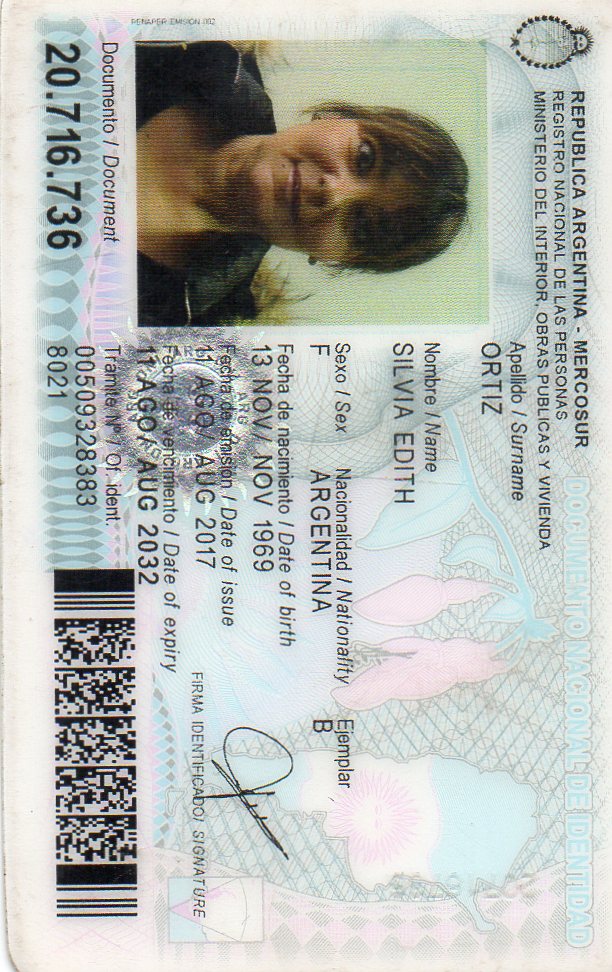 REPUBLICA ARGENTINA - MERCOSUR
REGISTRO NACIONAL DE LAS PERSONAS
MINISTERIO DEL INTERIOR, OBRAS PUBLICAS Y VIVIENDA
DOCUMENTO NACIONAL DE IDENTIDAD
Apellido / Surname
ORTIZ
Nombre / Name
SILVIA EDITH
Sexo / Sex Nacionalidad / Nationality Ejemplar
F ARGENTINA B
Fecha de nacimiento / Date of birth
13 NOV/ NOV 1969
Fecha de emisión / Date of issue
11 AGO/ AUG 2017
FIRMA IDENTIFICADO/ SIGNATURE
Fecha de vencimiento / Date of expiry
11 AGO/ AUG 2032
Documento / Document
20.716.736
Tramite Nº / Of. ident.
00509328383
8021